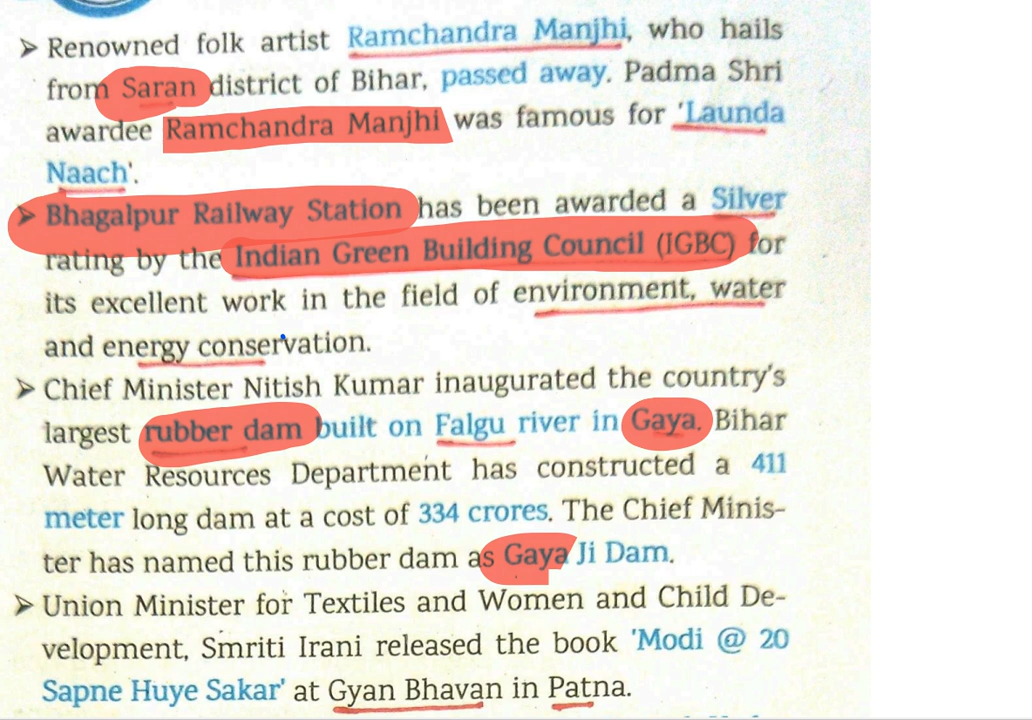 ➤ Renowned folk artist Ramchandra Manjhi, who hails
from Saran district of Bihar, passed away. Padma Shri
awardee Ramchandra Manjhi was famous for 'Launda
Naach'.
➤ Bhagalpur Railway Station has been awarded a Silver
rating by the Indian Green Building Council (IGBC) for
its excellent work in the field of environment, water
and energy conservation.
➤ Chief Minister Nitish Kumar inaugurated the country's
largest rubber dam built on Falgu river in Gaya. Bihar
Water Resources Department has constructed a 411
meter long dam at a cost of 334 crores. The Chief Minis-
ter has named this rubber dam as Gaya Ji Dam.
➤ Union Minister for Textiles and Women and Child De-
velopment, Smriti Irani released the book 'Modi @ 20
Sapne Huye Sakar' at Gyan Bhavan in Patna.